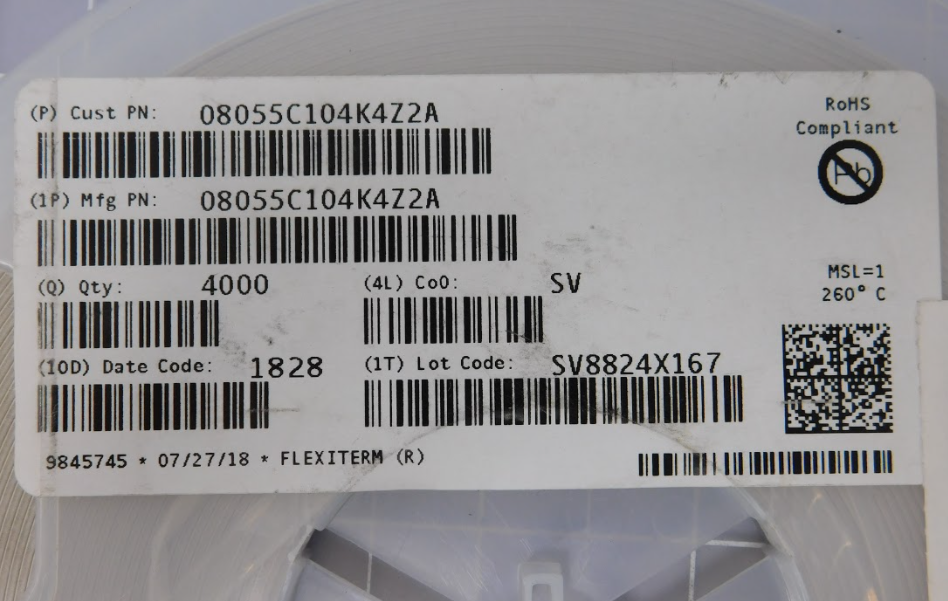 (P) Cust PN: 08055C104K4Z2A
RoHS
Compliant
Pb
(1P) Mfg PN: 08055C104K4Z2A
(Q) Qty: 4000 (4L) CoO: SV
MSL=1
260° C
(10D) Date Code: 1828 (1T) Lot Code: SV8824X167
9845745 * 07/27/18 * FLEXITERM (R)